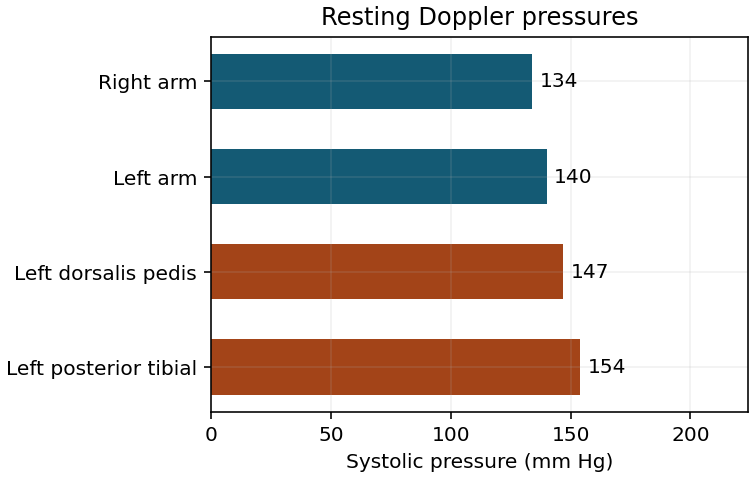 Resting Doppler pressures
Right arm 134
Left arm 140
Left dorsalis pedis 147
Left posterior tibial 154
0 50 100 150 200
Systolic pressure (mm Hg)